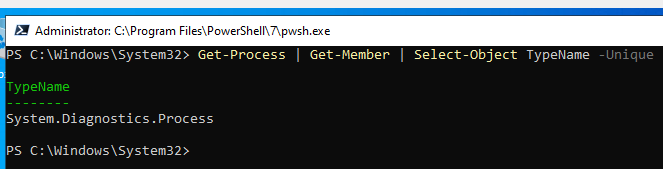 Administrator: C:\Program Files\PowerShell\7\pwsh.exe
PS C:\Windows\System32> Get-Process | Get-Member | Select-Object TypeName -Unique
TypeName
--------
System.Diagnostics.Process
PS C:\Windows\System32>